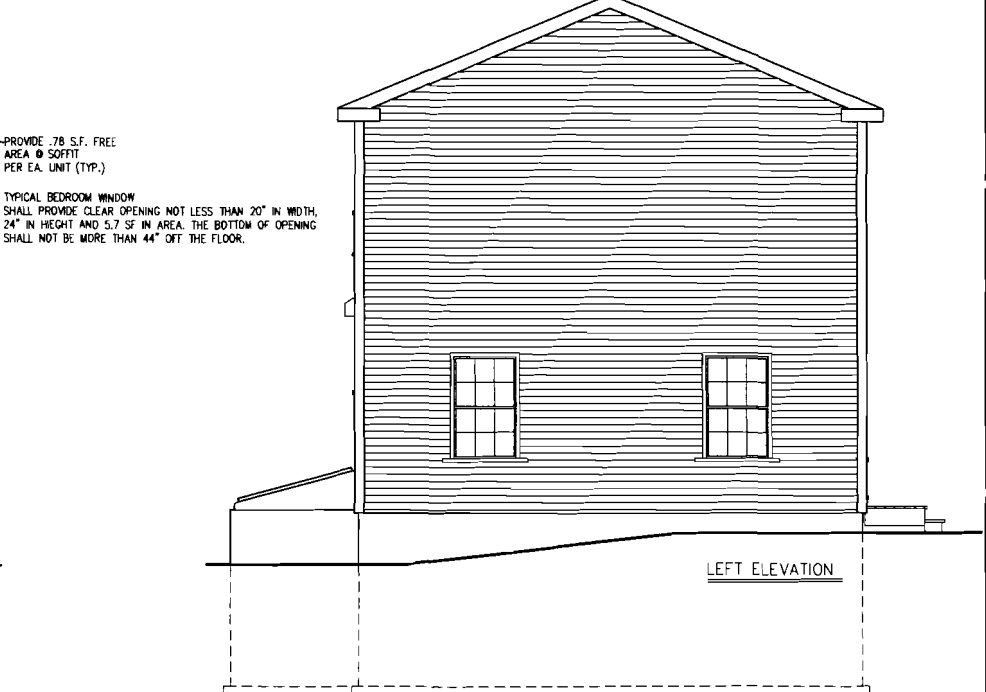 PROVIDE .78 S.F. FREE
AREA @ SOFFIT
PER EA. UNIT (TYP.)
TYPICAL BEDROOM WINDOW
SHALL PROVIDE CLEAR OPENING NOT LESS THAN 20" IN WIDTH,
24" IN HIEGHT AND 5.7 SF IN AREA. THE BOTTOM OF OPENING
SHALL NOT BE MORE THAN 44" OFF THE FLOOR.
LEFT ELEVATION